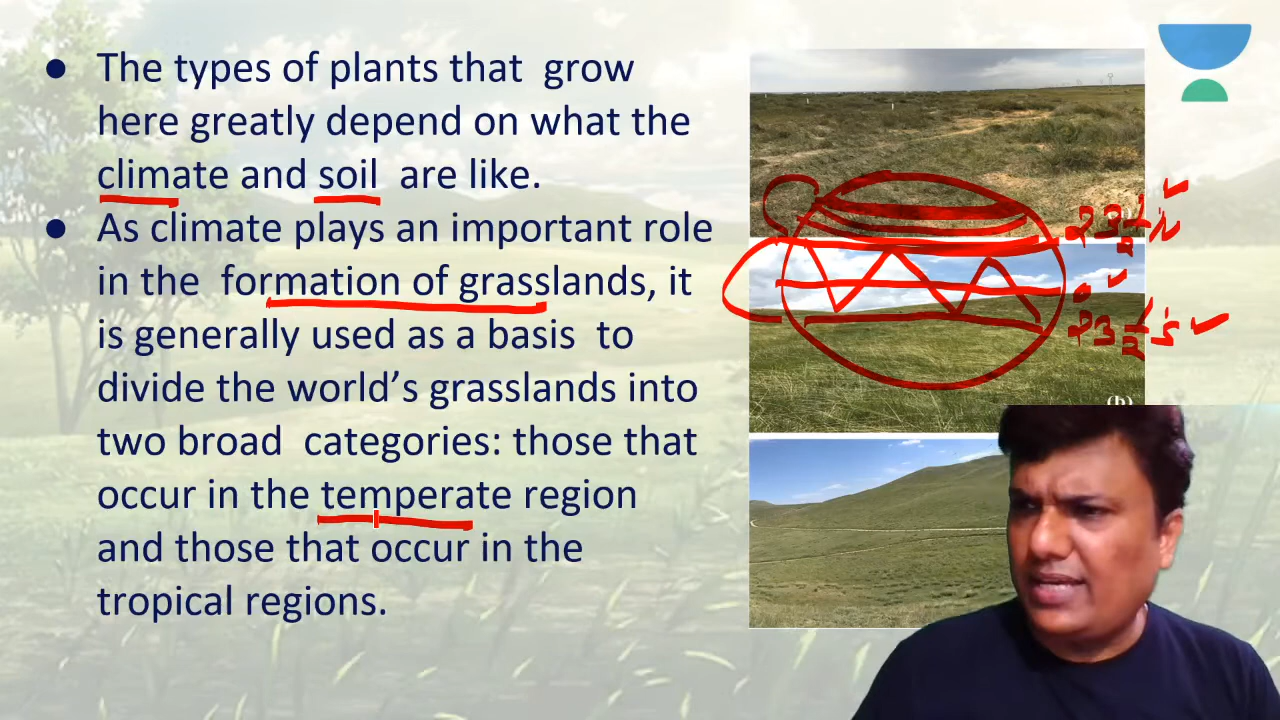 ● The types of plants that grow
here greatly depend on what the
climate and soil are like.
● As climate plays an important role
in the formation of grasslands, it
is generally used as a basis to
divide the world’s grasslands into
two broad categories: those that
occur in the temperate region
and those that occur in the
tropical regions.